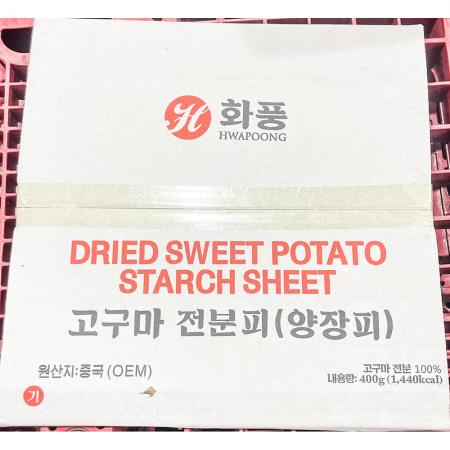 H 화풍
HWAPOONG
DRIED SWEET POTATO
STARCH SHEET
고구마 전분피(양장피)
원산지:중국(OEM)
고구마 전분 100%
내용량: 400g (1,440kcal)
기